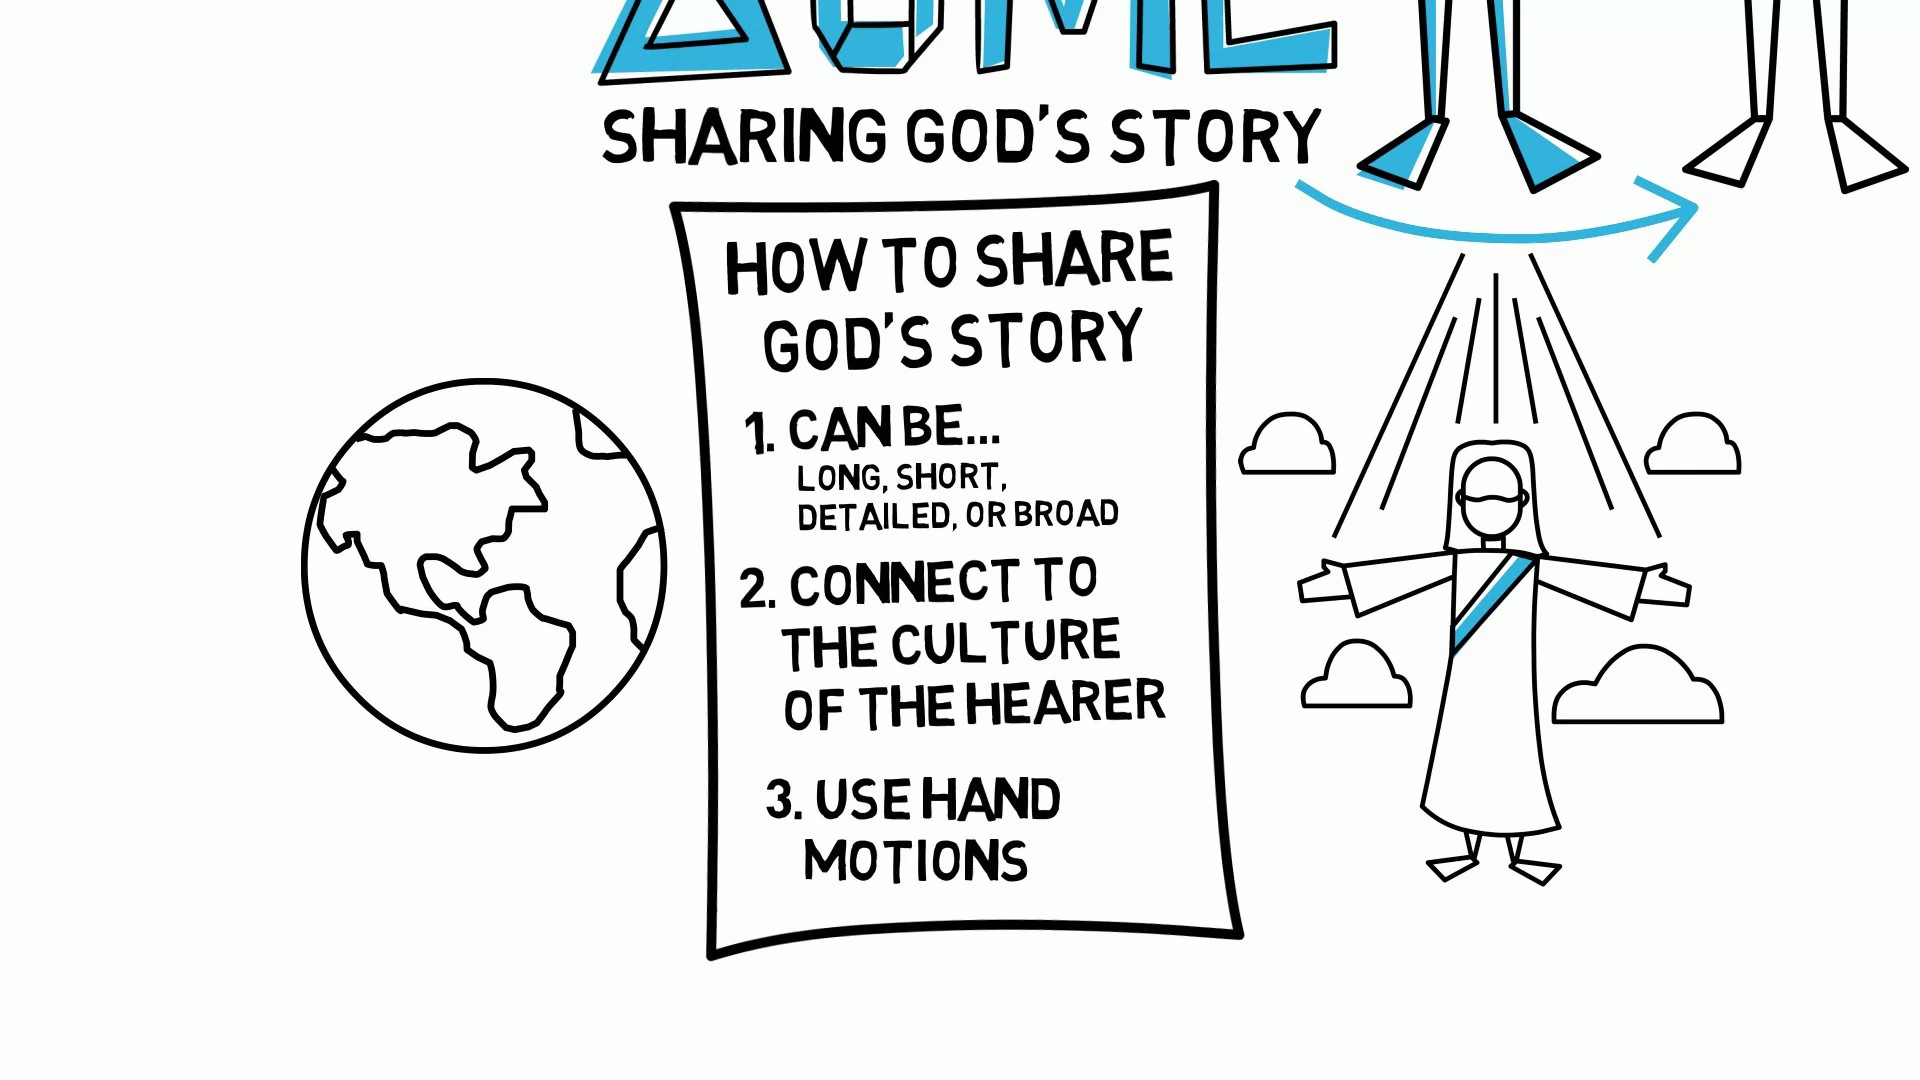 SHARING GOD'S STORY
HOW TO SHARE
GOD'S STORY
1. CAN BE...
LONG, SHORT,
DETAILED, OR BROAD
2. CONNECT TO
THE CULTURE
OF THE HEARER
3. USE HAND
MOTIONS